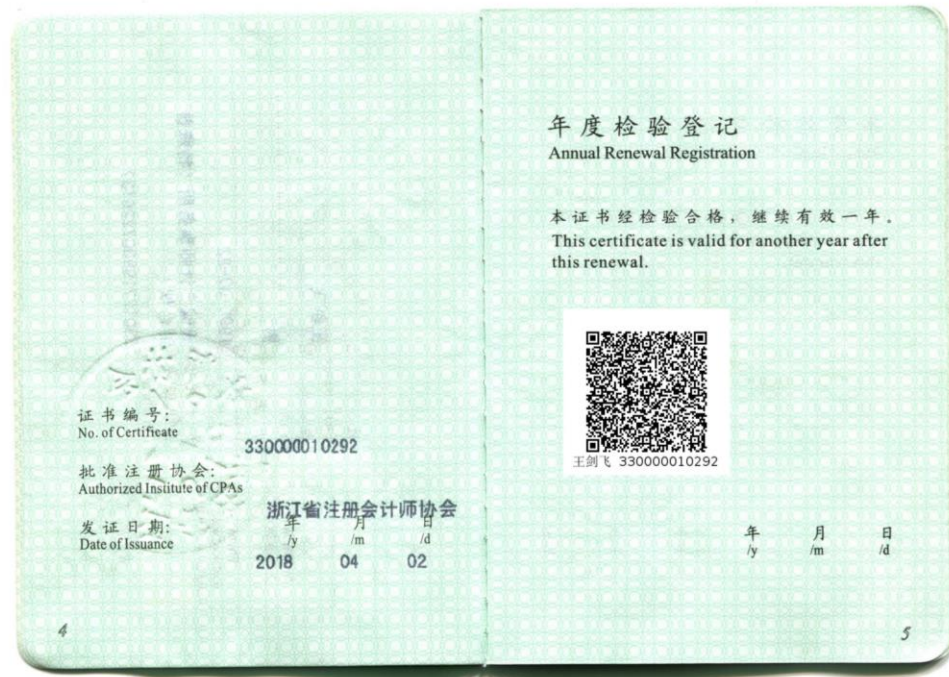 证书编号:
No. of Certificate
330000010292
批准注册协会:
Authorized Institute of CPAs
浙江省注册会计师协会
发证日期:
Date of Issuance
年 月 日
/y /m /d
2018 04 02
4
年度检验登记
Annual Renewal Registration
本证书经检验合格，继续有效一年。
This certificate is valid for another year after
this renewal.
王剑飞 330000010292
年 月 日
/y /m /d
5